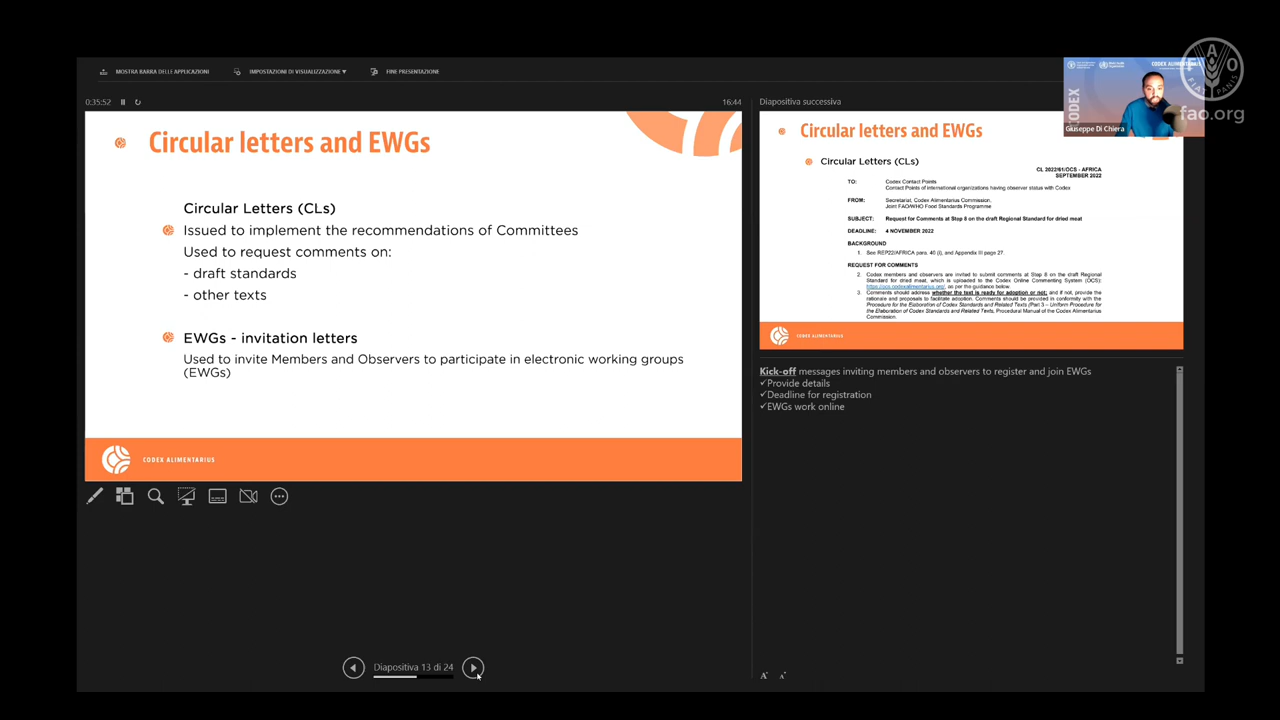 MOSTRA BARRA DELLE APPLICAZIONI
IMPOSTAZIONI DI VISUALIZZAZIONE ▼
FINE PRESENTAZIONE
0:35:52
16:44
Circular letters and EWGs
Circular Letters (CLs)
Issued to implement the recommendations of Committees
Used to request comments on:
- draft standards
- other texts
EWGs - invitation letters
Used to invite Members and Observers to participate in electronic working groups
(EWGs)
CODEX ALIMENTARIUS
Diapositiva 13 di 24
Diapositiva successiva
Circular letters and EWGs
Circular Letters (CLs)
CL 2022/61/OCS - AFRICA
SEPTEMBER 2022
TO: Codex Contact Points
Contact Points of international organizations having observer status with Codex
FROM: Secretariat, Codex Alimentarius Commission,
Joint FAO/WHO Food Standards Programme
SUBJECT: Request for Comments at Step 8 on the draft Regional Standard for dried meat
DEADLINE: 4 NOVEMBER 2022
BACKGROUND
1. See REP22/AFRICA para. 40 (i), and Appendix III page 27.
REQUEST FOR COMMENTS
2. Codex members and observers are invited to submit comments at Step 8 on the draft Regional
Standard for dried meat, which is uploaded to the Codex Online Commenting System (OCS):
https://ocs.codexalimentarius.org/, as per the guidance below.
3. Comments should address whether the text is ready for adoption or not; and if not, provide the
rationale and proposals to facilitate adoption. Comments should be provided in conformity with the
Procedure for the Elaboration of Codex Standards and Related Texts (Part 3 – Uniform Procedure for
the Elaboration of Codex Standards and Related Texts, Procedural Manual of the Codex Alimentarius
Commission.
CODEX ALIMENTARIUS
Kick-off messages inviting members and observers to register and join EWGs
✓Provide details
✓Deadline for registration
✓EWGs work online
CODEX ALIMENTARIUS
CODEX
Giuseppe Di Chiera
FAO
FIAT PANIS
fao.org